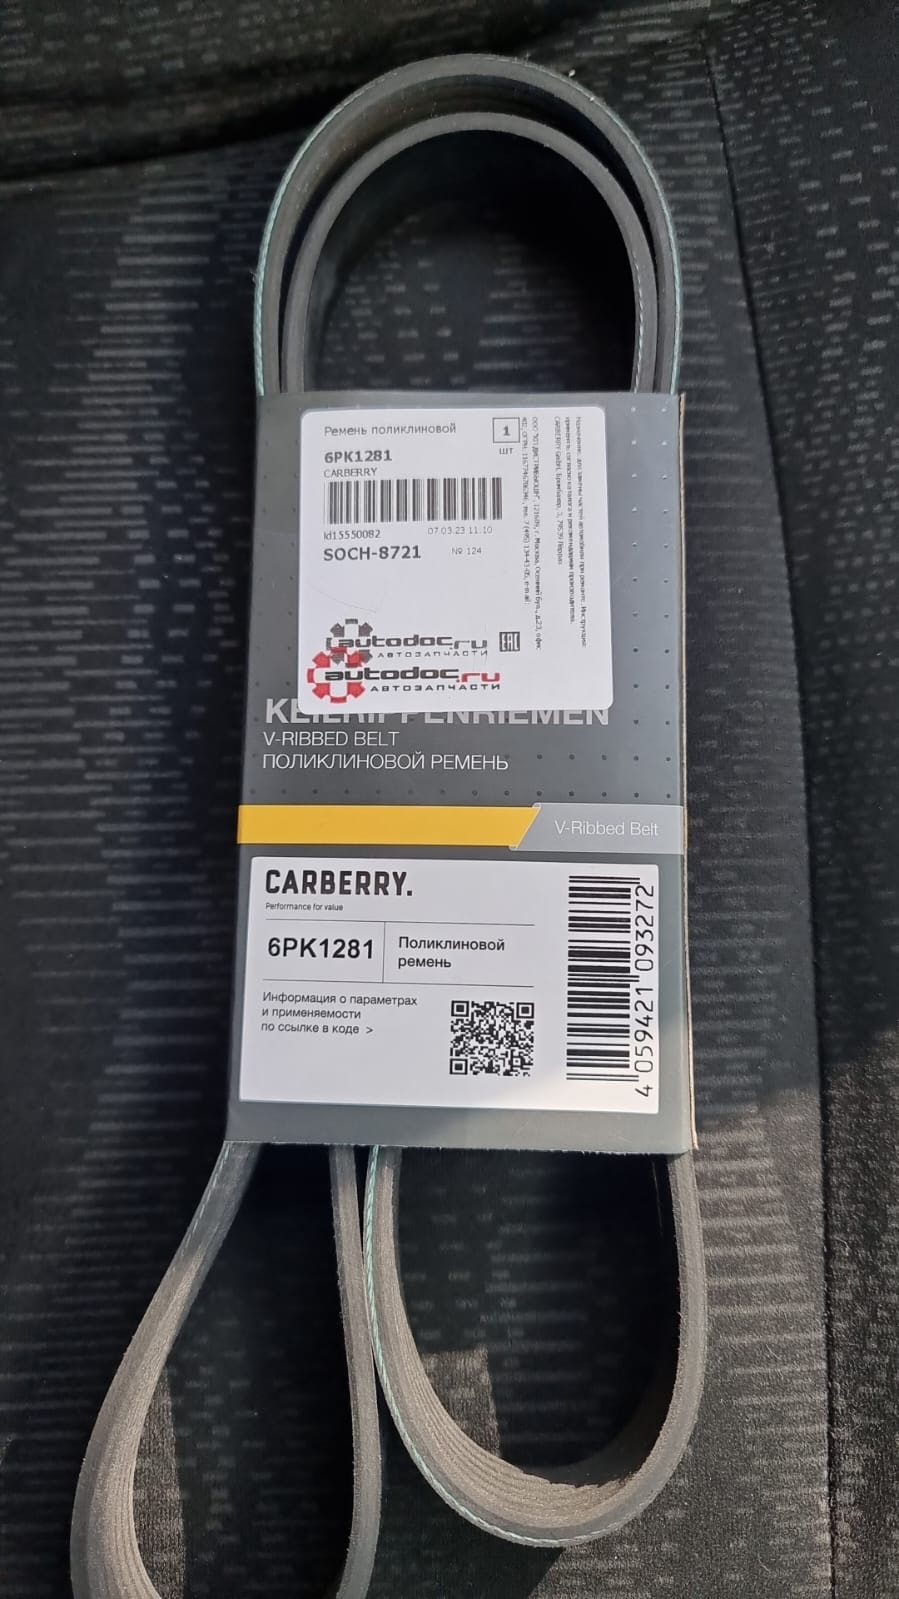 Ремень поликлиновой
1
шт
6PK1281
CARBERRY
Id15550082
07.03.23 11:10
SOCH-8721
№ 124
autodoc.ru
АВТОЗАПЧАСТИ
EAC
autodoc.ru
АВТОЗАПЧАСТИ
V-RIBBED BELT
ПОЛИКЛИНОВОЙ РЕМЕНЬ
V-Ribbed Belt
CARBERRY.
Performance for value
6PK1281
Поликлиновой
ремень
Информация о параметрах
и применяемости
по ссылке в коде >
4 059421 093272